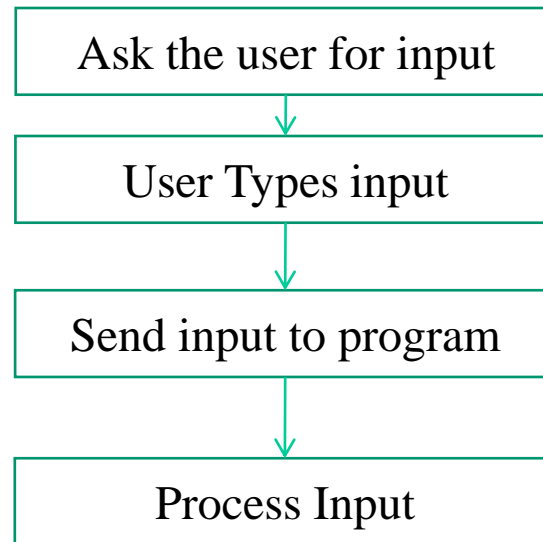 Ask the user for input
User Types input
Send input to program
Process Input